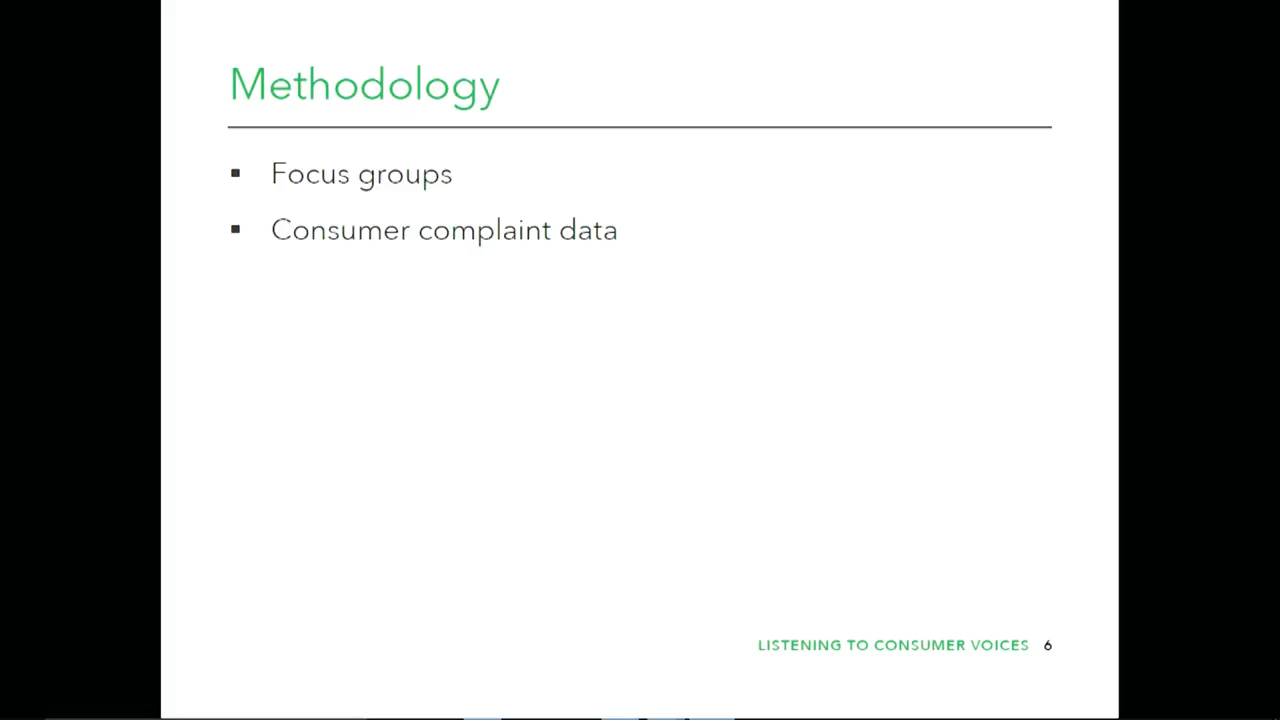 Methodology
▪ Focus groups
▪ Consumer complaint data
LISTENING TO CONSUMER VOICES 6